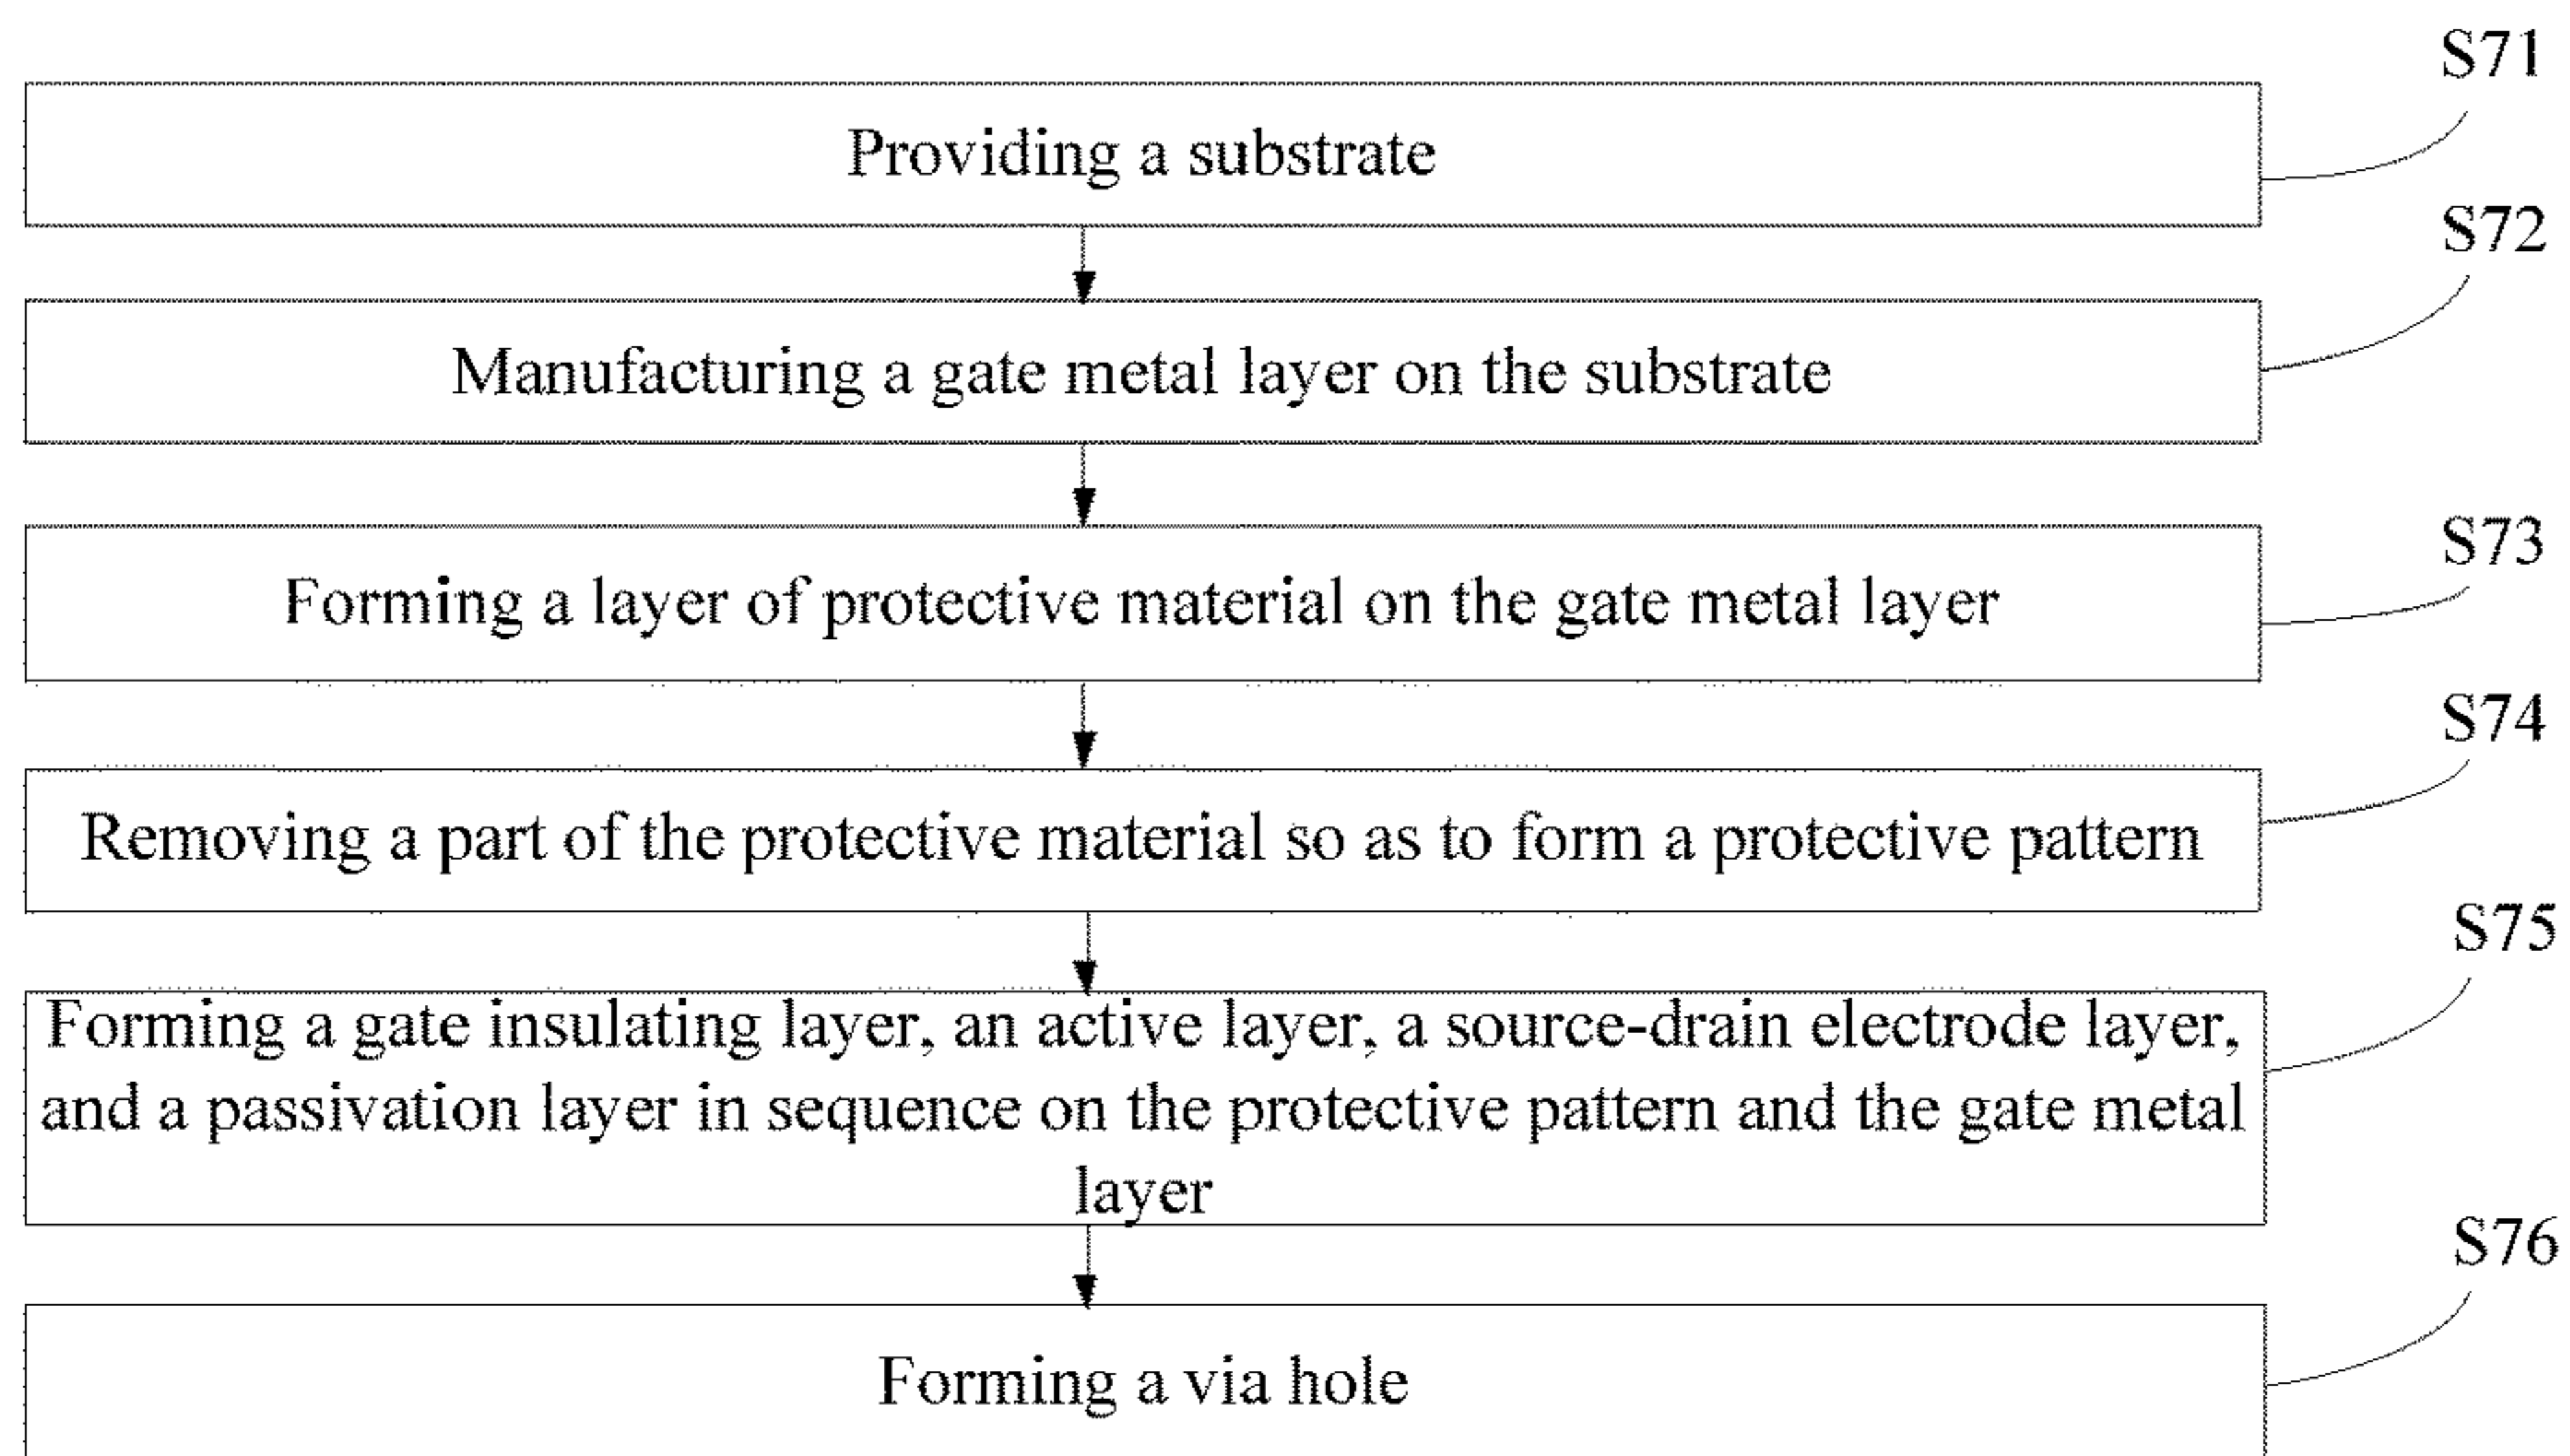 S71
Providing a substrate
S72
Manufacturing a gate metal layer on the substrate
S73
Forming a layer of protective material on the gate metal layer
S74
Removing a part of the protective material so as to form a protective pattern
S75
Forming a gate insulating layer, an active layer, a source-drain electrode layer,
and a passivation layer in sequence on the protective pattern and the gate metal
layer
S76
Forming a via hole